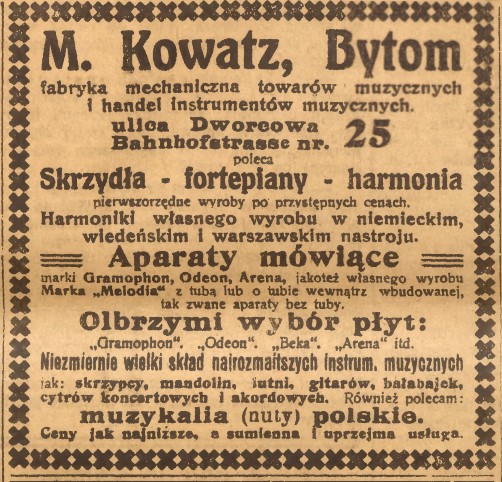 M. Kowatz, Bytom
fabryka mechaniczna towarów muzycznych
i handel instrumentów muzycznych.
ulica Dworcowa
Bahnhofstrasse nr. 25
poleca
Skrzydła - fortepiany - harmonia
pierwszorzędne wyroby po przystępnych cenach.
Harmoniki własnego wyrobu w niemieckim,
wiedeńskim i warszawskim nastroju.
Aparaty mówiące
marki Gramophon, Odeon, Arena, jakoteż własnego wyrobu
Marka „Melodia" z tubą lub o tubie wewnątrz wbudowanej,
tak zwane aparaty bez tuby.
Olbrzymi wybór płyt:
„Gramophon". „Odeon". „Beka". „Arena" itd.
Niezmiernie wielki skład najrozmaitszych instrum. muzycznych
jak: skrzypcy, mandolin, lutni, gitarów, bałabajek,
cytrów koncertowych i akordowych. Również polecam:
muzykalia (nuty) polskie.
Ceny jak najniższe, a sumienna i uprzejma usługa.